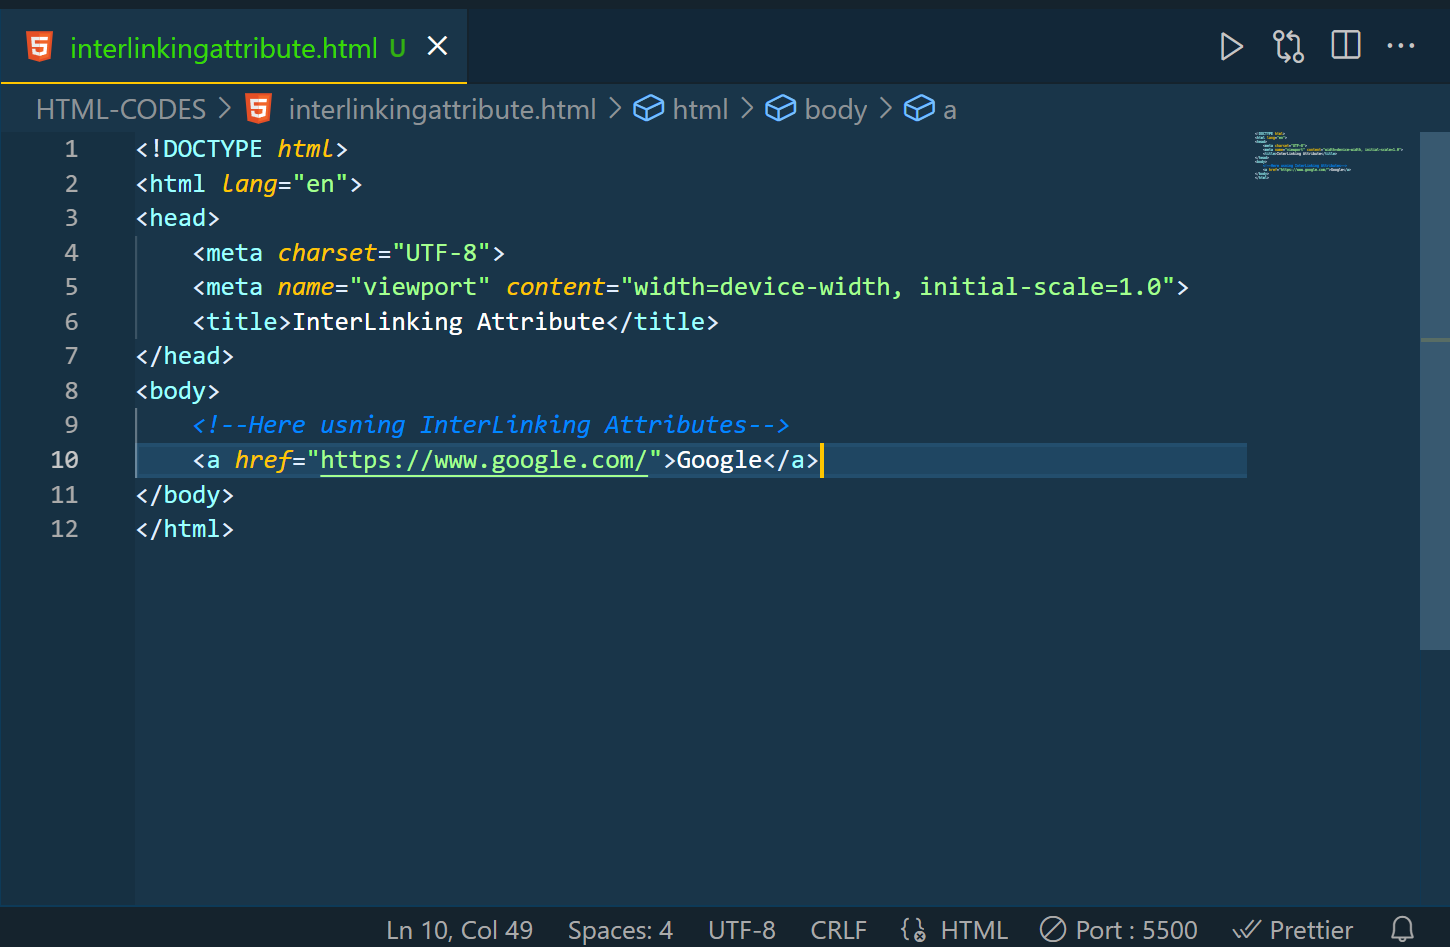 interlinkingattribute.html U
HTML-CODES > interlinkingattribute.html > html > body > a
1 <!DOCTYPE html>
2 <html lang="en">
3 <head>
4     <meta charset="UTF-8">
5     <meta name="viewport" content="width=device-width, initial-scale=1.0">
6     <title>InterLinking Attribute</title>
7 </head>
8 <body>
9     <!--Here usning InterLinking Attributes-->
10     <a href="https://www.google.com/">Google</a>
11 </body>
12 </html>
Ln 10, Col 49 Spaces: 4 UTF-8 CRLF HTML Port : 5500 Prettier